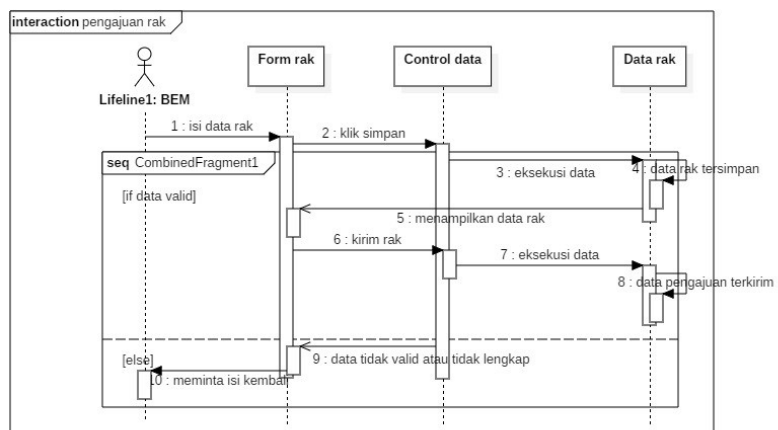 interaction pengajuan rak
Form rak
Control data
Data rak
Lifeline1: BEM
1 : isi data rak
2 : klik simpan
seq CombinedFragment1
3 : eksekusi data
4 : data rak tersimpan
[if data valid]
5 : menampilkan data rak
6 : kirim rak
7 : eksekusi data
8 : data pengajuan terkirim
[else]
9 : data tidak valid atau tidak lengkap
10 : meminta isi kembali